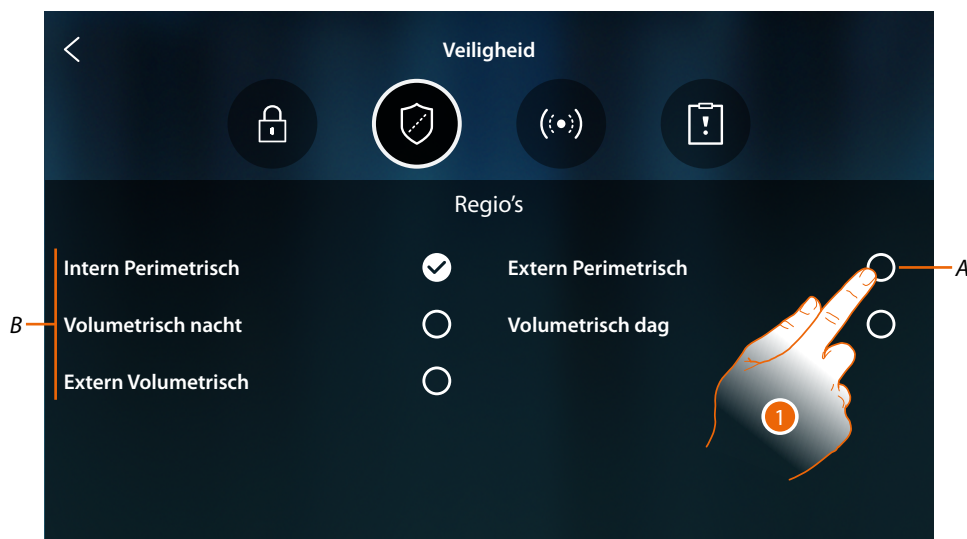 Veiligheid
Regio's
Intern Perimetrisch
Extern Perimetrisch
A
B
Volumetrisch nacht
Volumetrisch dag
Extern Volumetrisch
1